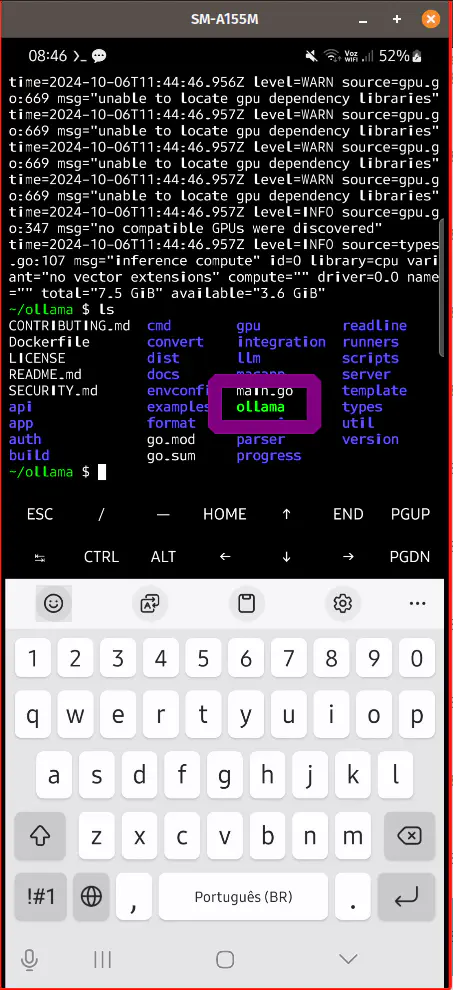 SM-A155M
08:46 >_ 52%
time=2024-10-06T11:44:46.956Z level=WARN source=gpu.g
o:669 msg="unable to locate gpu dependency libraries"
time=2024-10-06T11:44:46.957Z level=WARN source=gpu.g
o:669 msg="unable to locate gpu dependency libraries"
time=2024-10-06T11:44:46.957Z level=WARN source=gpu.g
o:669 msg="unable to locate gpu dependency libraries"
time=2024-10-06T11:44:46.957Z level=WARN source=gpu.g
o:669 msg="unable to locate gpu dependency libraries"
time=2024-10-06T11:44:46.957Z level=INFO source=gpu.g
o:347 msg="no compatible GPUs were discovered"
time=2024-10-06T11:44:46.957Z level=INFO source=types
.go:107 msg="inference compute" id=0 library=cpu vari
ant="no vector extensions" compute="" driver=0.0 name
="" total="7.5 GiB" available="3.6 GiB"
~/ollama $ ls
CONTRIBUTING.md cmd gpu readline
Dockerfile convert integration runners
LICENSE dist llm scripts
README.md docs macapp server
SECURITY.md envconfi main.go template
api examples ollama types
app format util
auth go.mod parser version
build go.sum progress
~/ollama $
ESC / — HOME ↑ END PGUP
↹ CTRL ALT ← ↓ → PGDN
1 2 3 4 5 6 7 8 9 0
q w e r t y u i o p
a s d f g h j k l
z x c v b n m
!#1 , Português (BR) .